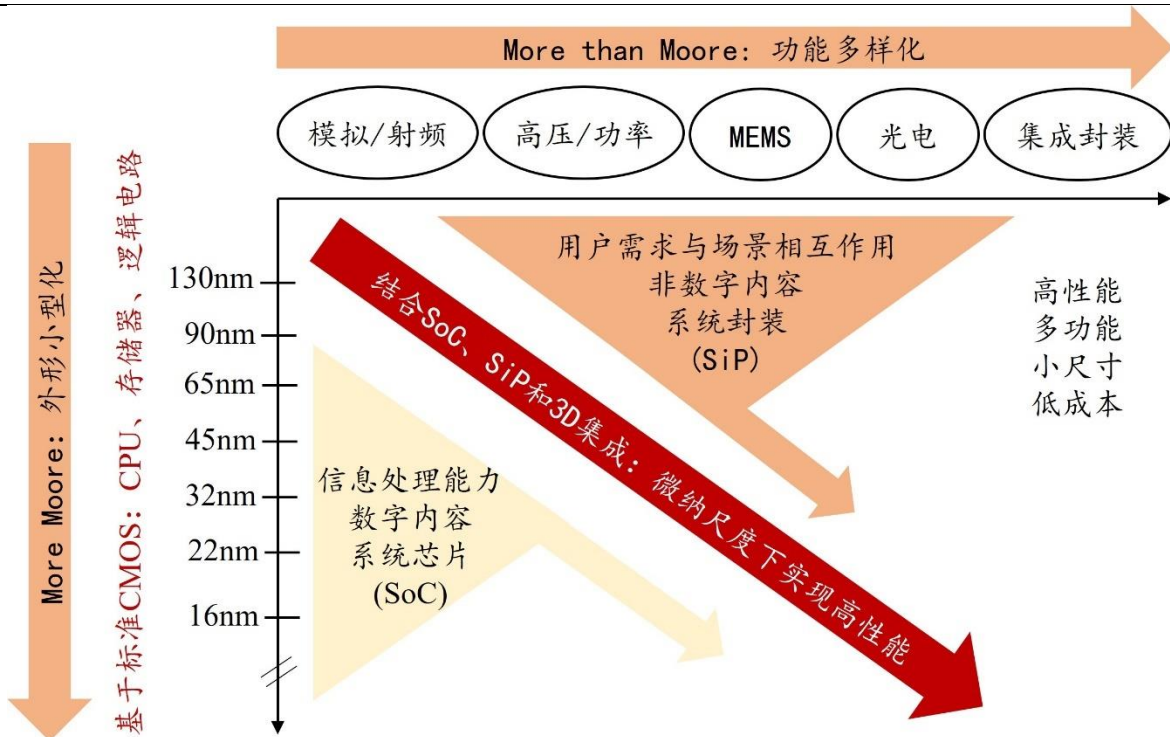 More than Moore: 功能多样化
模拟/射频
高压/功率
MEMS
光电
集成封装
More Moore: 外形小型化
基于标准CMOS: CPU、存储器、逻辑电路
130nm
90nm
65nm
45nm
32nm
22nm
16nm
用户需求与场景相互作用
非数字内容
系统封装
(SiP)
结合SoC、SiP和3D集成: 微纳尺度下实现高性能
信息处理能力
数字内容
系统芯片
(SoC)
高性能
多功能
小尺寸
低成本